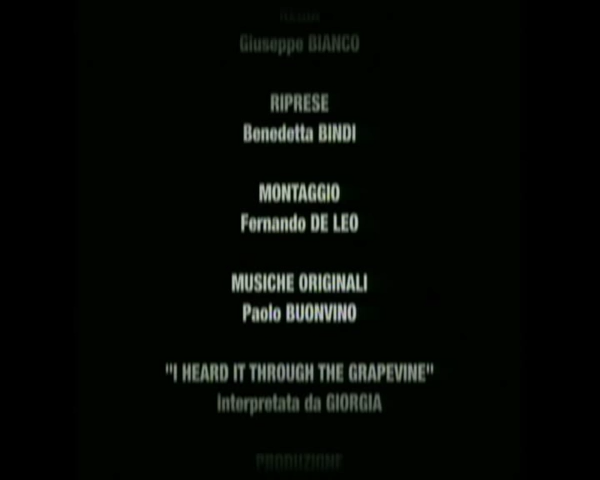 Giuseppe BIANCO
RIPRESE
Benedetta BINDI
MONTAGGIO
Fernando DE LEO
MUSICHE ORIGINALI
Paolo BUONVINO
"I HEARD IT THROUGH THE GRAPEVINE"
interpretata da GIORGIA
PRODUZIONE